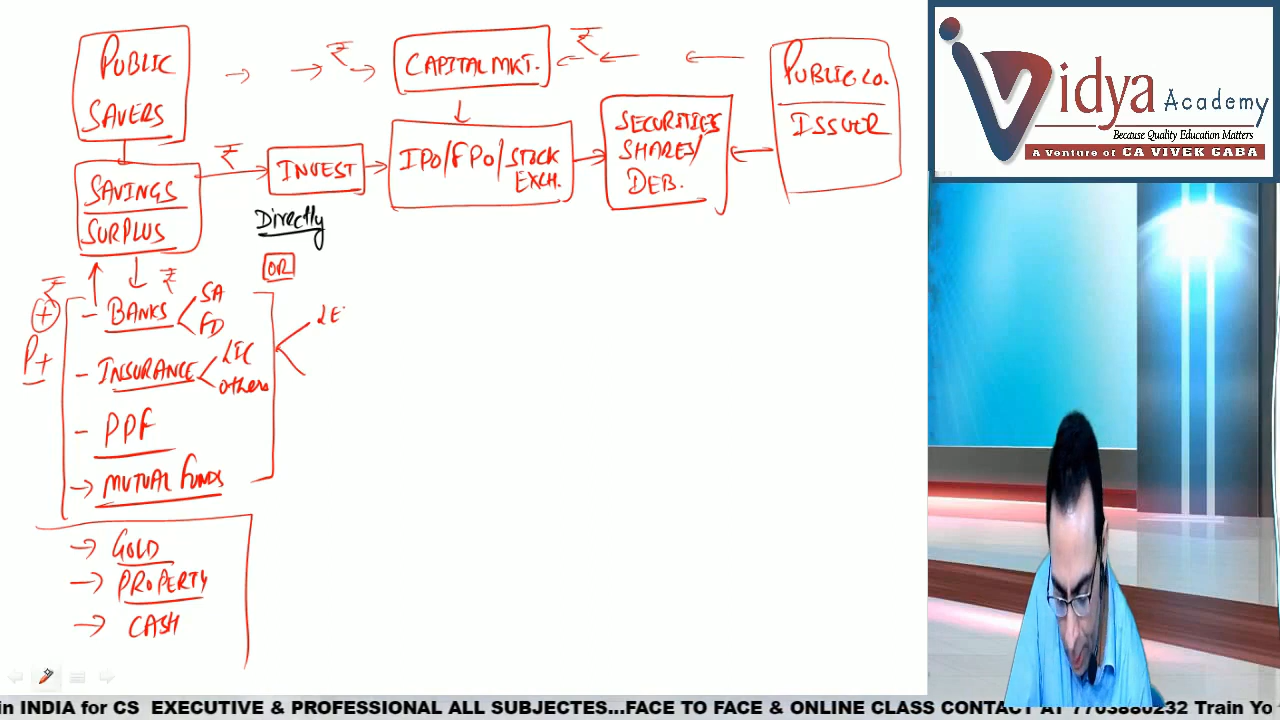 PUBLIC
SAVERS
₹
CAPITAL MKT.
₹
PUBLIC CO.
ISSUER
SAVINGS
SURPLUS
₹
INVEST
Directly
OR
IPO/FPO/STOCK
EXCH.
SECURITIES
SHARES/
DEB.
₹
₹
+
- BANKS
SA
FD
P+
- INSURANCE
LIC
others
- PPF
→ MUTUAL FUNDS
→ GOLD
→ PROPERTY
→ CASH
Vidya Academy
Because Quality Education Matters
A Venture of CA VIVEK GABA
in INDIA for CS EXECUTIVE & PROFESSIONAL ALL SUBJECTES...FACE TO FACE & ONLINE CLASS CONTACT AT 7703880232 Train Yo